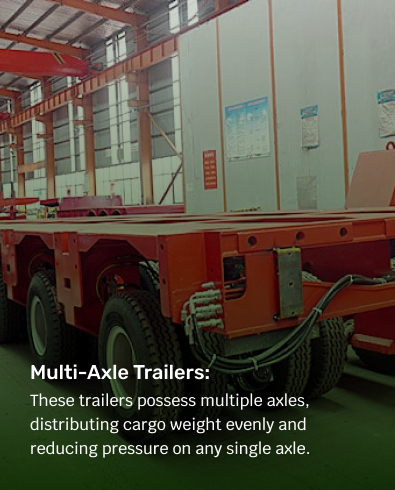 Multi-Axle Trailers:
These trailers possess multiple axles,
distributing cargo weight evenly and
reducing pressure on any single axle.